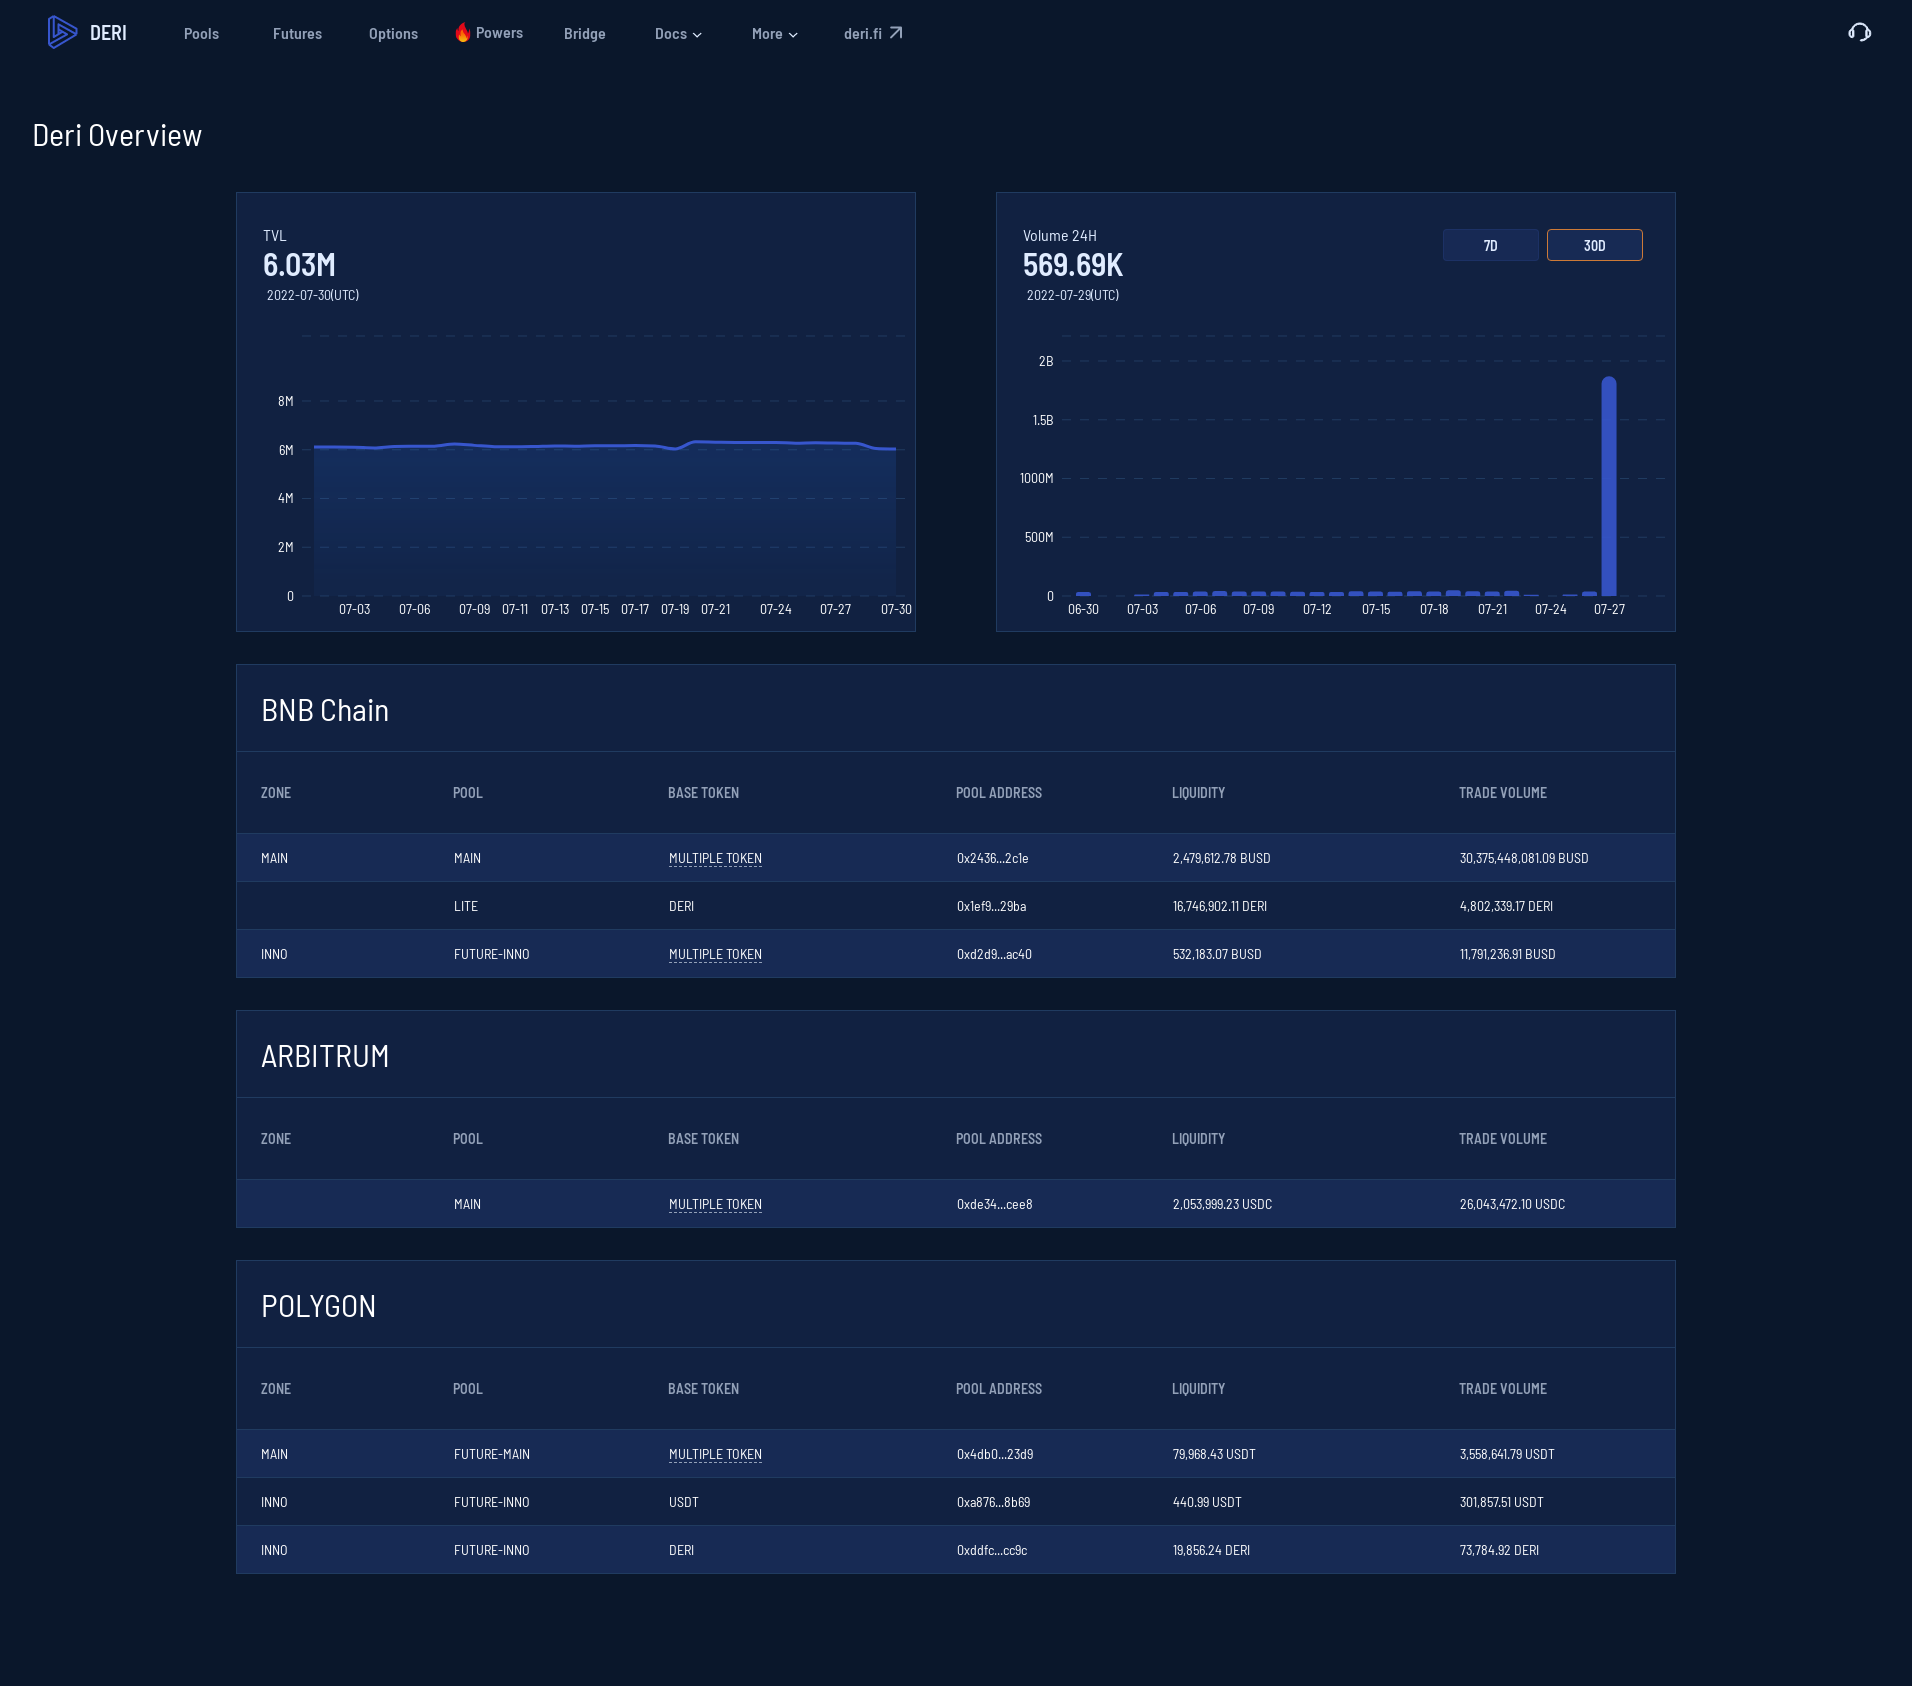 DERI Pools Futures Options Powers Bridge Docs More deri.fi
Deri Overview
TVL
6.03M
2022-07-30(UTC)
8M
6M
4M
2M
0
07-03 07-06 07-09 07-11 07-13 07-15 07-17 07-19 07-21 07-24 07-27 07-30
Volume 24H
569.69K
2022-07-29(UTC)
7D 30D
2B
1.5B
1000M
500M
0
06-30 07-03 07-06 07-09 07-12 07-15 07-18 07-21 07-24 07-27
BNB Chain
ZONE POOL BASE TOKEN POOL ADDRESS LIQUIDITY TRADE VOLUME
MAIN MAIN MULTIPLE TOKEN 0x2436...2c1e 2,479,612.78 BUSD 30,375,448,081.09 BUSD
LITE DERI 0x1ef9...29ba 16,746,902.11 DERI 4,802,339.17 DERI
INNO FUTURE-INNO MULTIPLE TOKEN 0xd2d9...ac40 532,183.07 BUSD 11,791,236.91 BUSD
ARBITRUM
ZONE POOL BASE TOKEN POOL ADDRESS LIQUIDITY TRADE VOLUME
MAIN MULTIPLE TOKEN 0xde34...cee8 2,053,999.23 USDC 26,043,472.10 USDC
POLYGON
ZONE POOL BASE TOKEN POOL ADDRESS LIQUIDITY TRADE VOLUME
MAIN FUTURE-MAIN MULTIPLE TOKEN 0x4db0...23d9 79,968.43 USDT 3,558,641.79 USDT
INNO FUTURE-INNO USDT 0xa876...8b69 440.99 USDT 301,857.51 USDT
INNO FUTURE-INNO DERI 0xddfc...cc9c 19,856.24 DERI 73,784.92 DERI